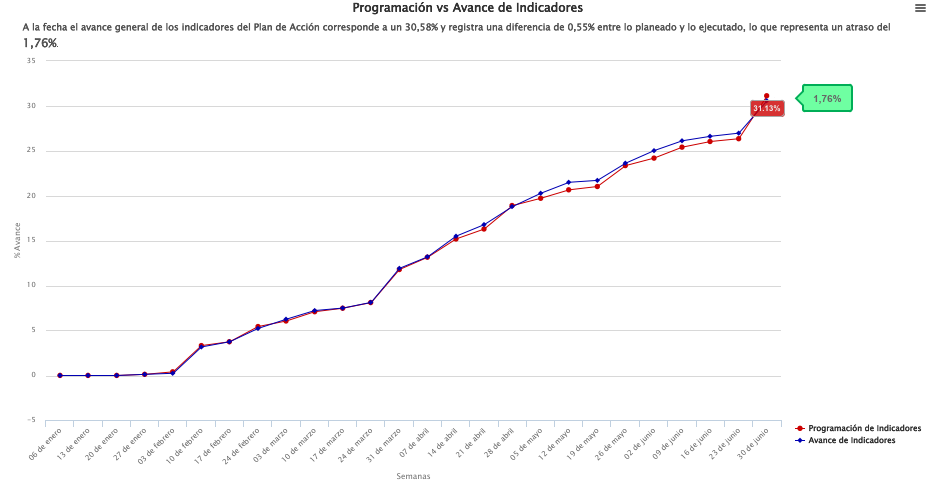 Programación vs Avance de Indicadores
A la fecha el avance general de los indicadores del Plan de Acción corresponde a un 30,58% y registra una diferencia de 0,55% entre lo planeado y lo ejecutado, lo que representa un atraso del
1,76%.
35
30
25
20
15
10
5
0
-5
% Avance
31.13%
1,76%
06 de enero
13 de enero
20 de enero
27 de enero
03 de febrero
10 de febrero
17 de febrero
24 de febrero
03 de marzo
10 de marzo
17 de marzo
24 de marzo
31 de marzo
07 de abril
14 de abril
21 de abril
28 de abril
05 de mayo
12 de mayo
19 de mayo
26 de mayo
02 de junio
09 de junio
16 de junio
23 de junio
30 de junio
Semanas
Programación de Indicadores
Avance de Indicadores